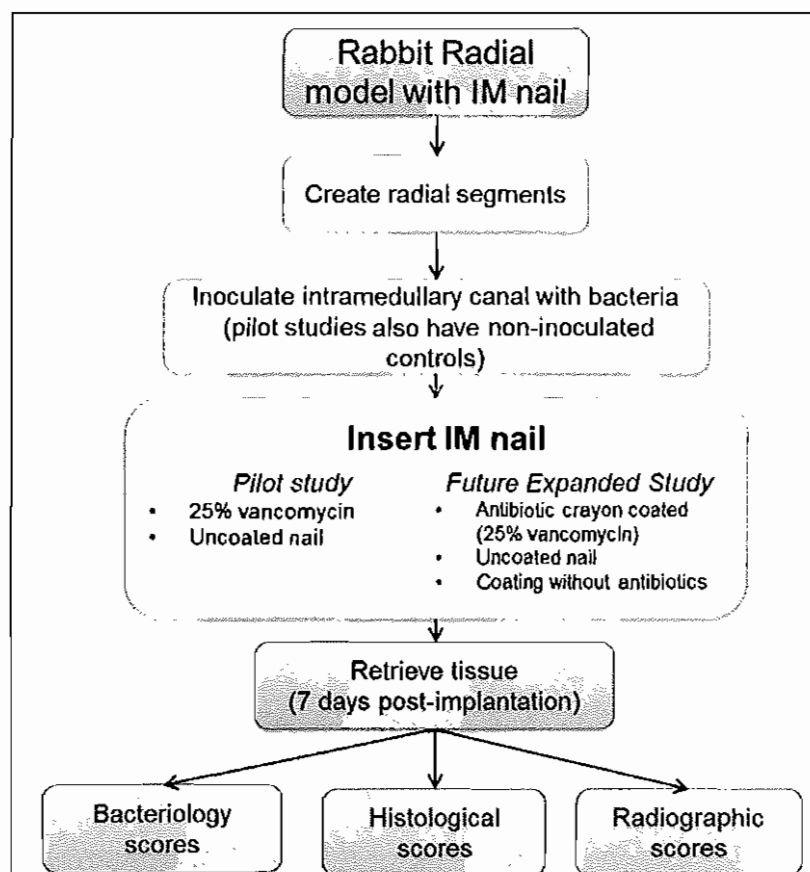 Rabbit Radial
model with IM nail
Create radial segments
Inoculate intramedullary canal with bacteria
(pilot studies also have non-inoculated
controls)
Insert IM nail
Pilot study
• 25% vancomycin
• Uncoated nail
Future Expanded Study
• Antibiotic crayon coated
(25% vancomycin)
• Uncoated nail
• Coating without antibiotics
Retrieve tissue
(7 days post-implantation)
Bacteriology
scores
Histological
scores
Radiographic
scores